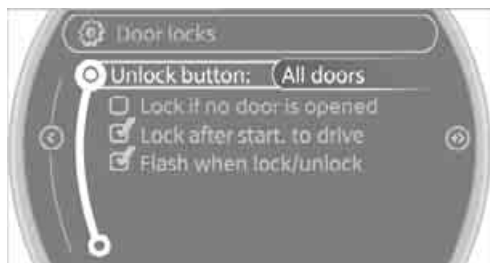 Door locks
Unlock button: All doors
Lock if no door is opened
Lock after start. to drive
Flash when lock/unlock